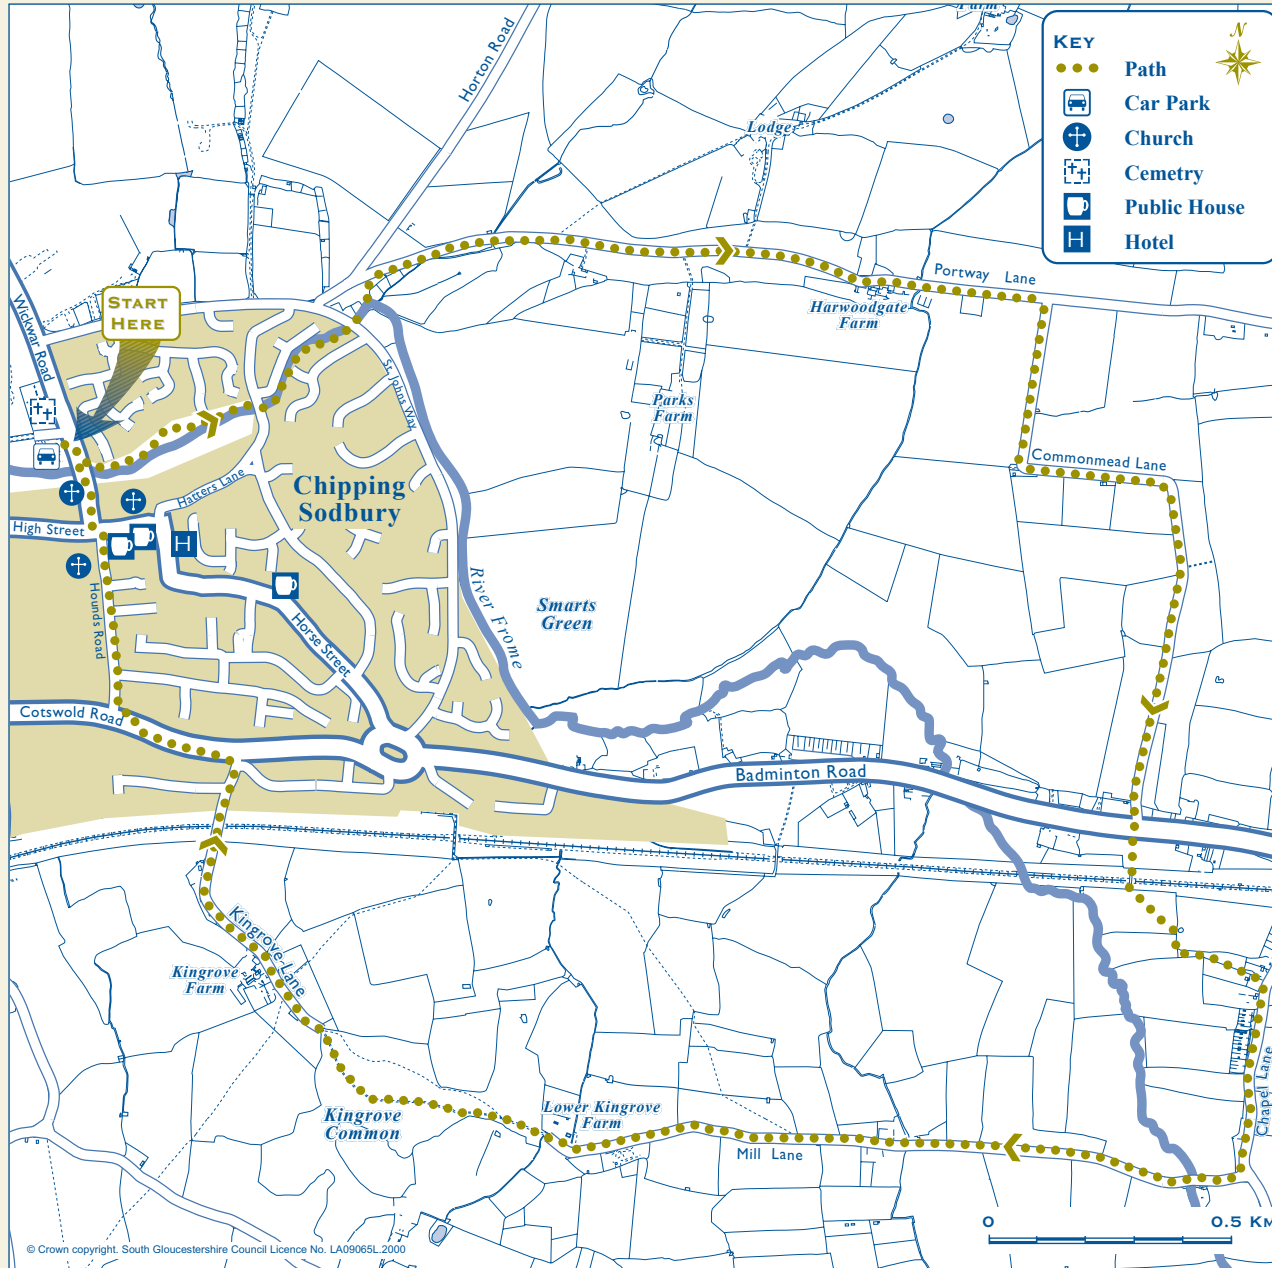 Farm
Horton Road
KEY
N
Path
Car Park
Church
Cemetry
Public House
Hotel
H
Lodge
START
HERE
Wickwar Road
Portway Lane
Harwoodgate
Farm
St. Johns Way
Parks
Farm
Commonmead Lane
Hatters Lane
Chipping
Sodbury
High Street
H
Hounds Road
River Frome
Smarts
Green
Horse Street
Cotswold Road
Badminton Road
Kingrove Lane
Kingrove
Farm
Chapel Lane
Kingrove
Common
Lower Kingrove
Farm
Mill Lane
0
0.5 KM
© Crown copyright. South Gloucestershire Council Licence No. LA09065L.2000